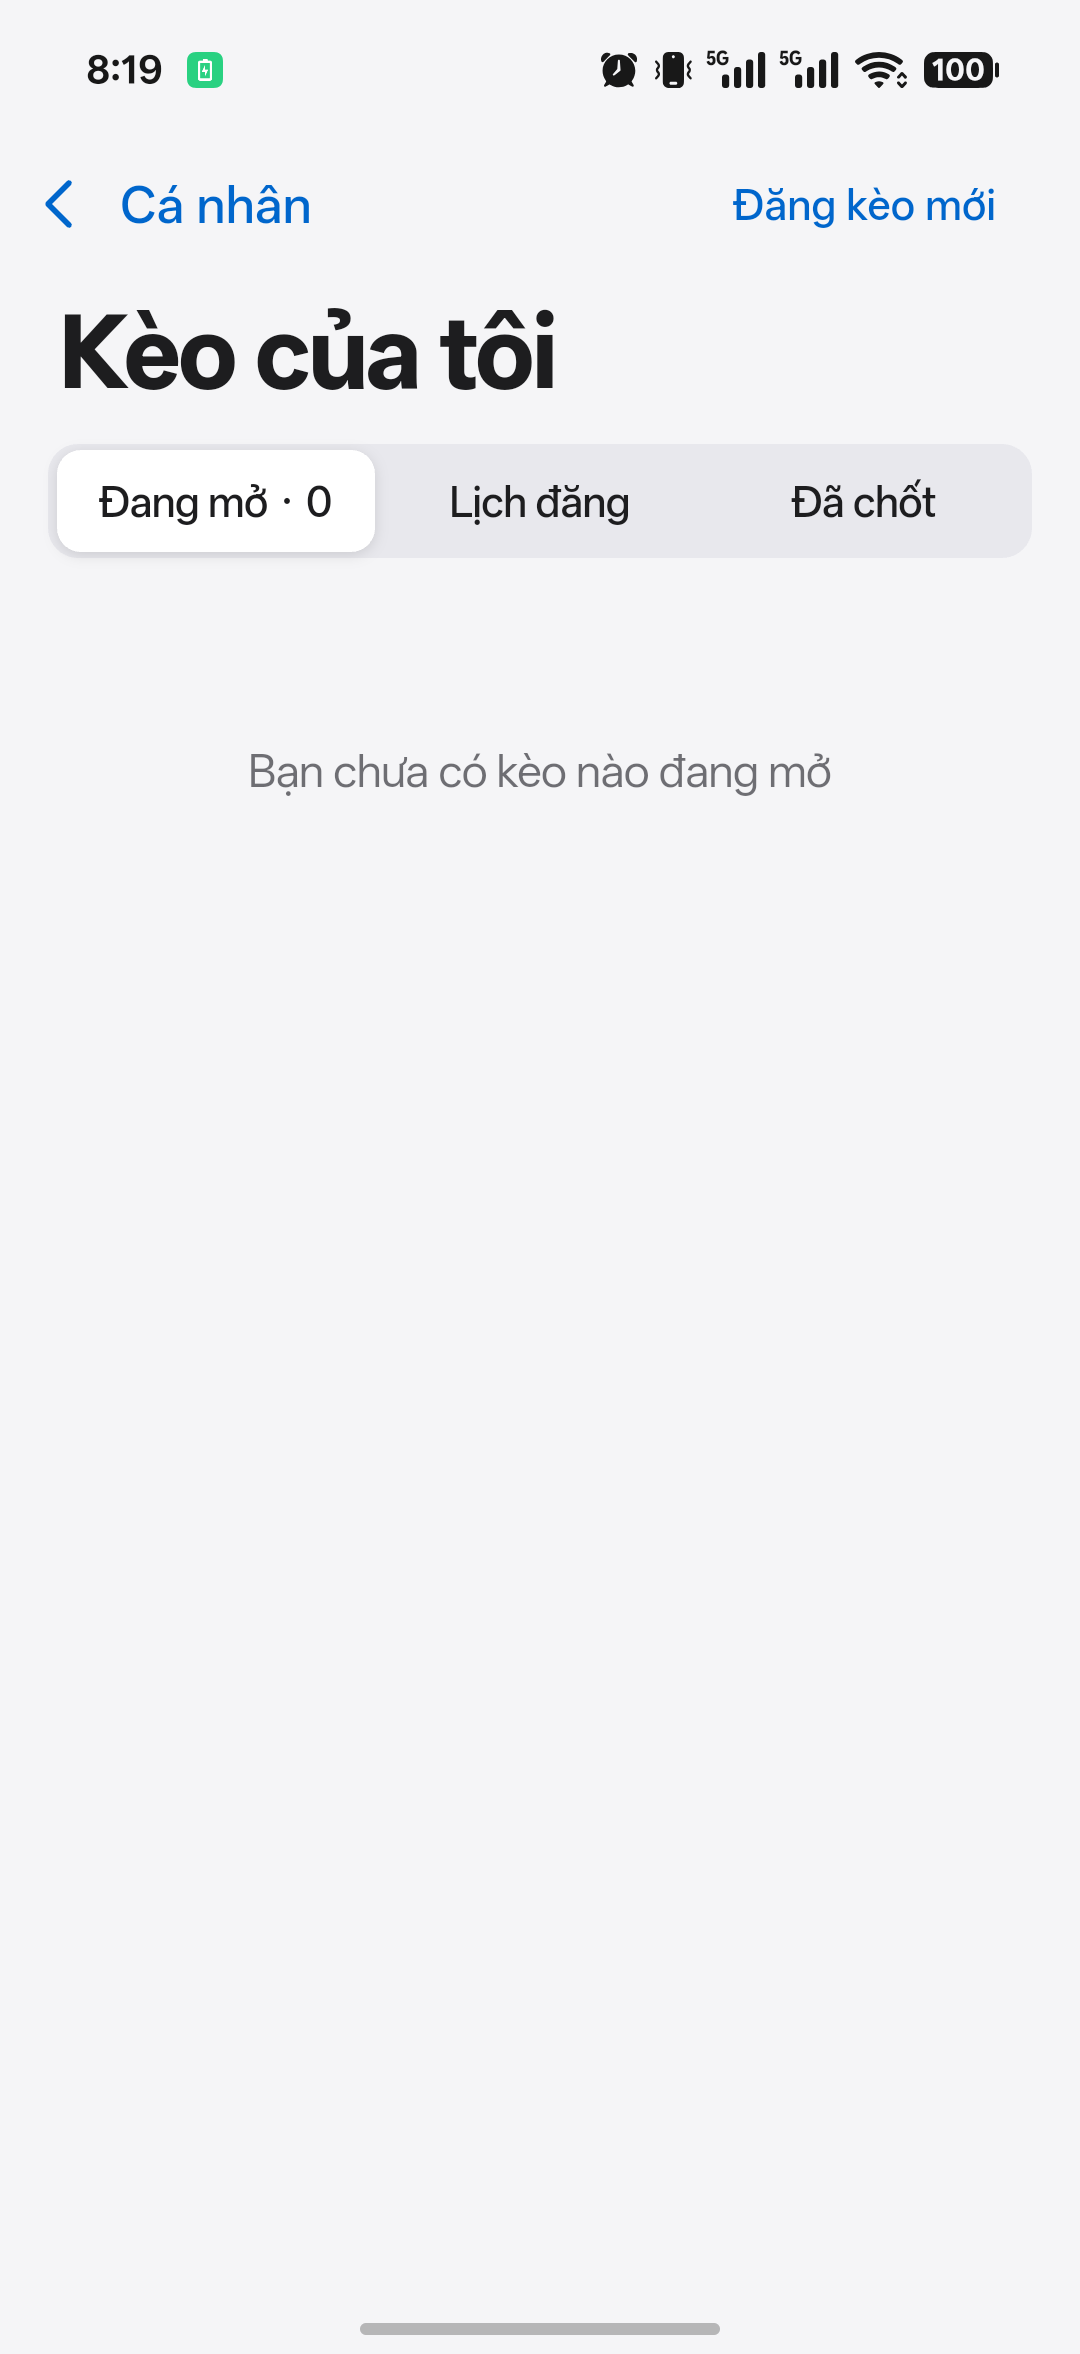 8:19
5G 5G 100
Cá nhân
Đăng kèo mới
Kèo của tôi
Đang mở · 0
Lịch đăng
Đã chốt
Bạn chưa có kèo nào đang mở